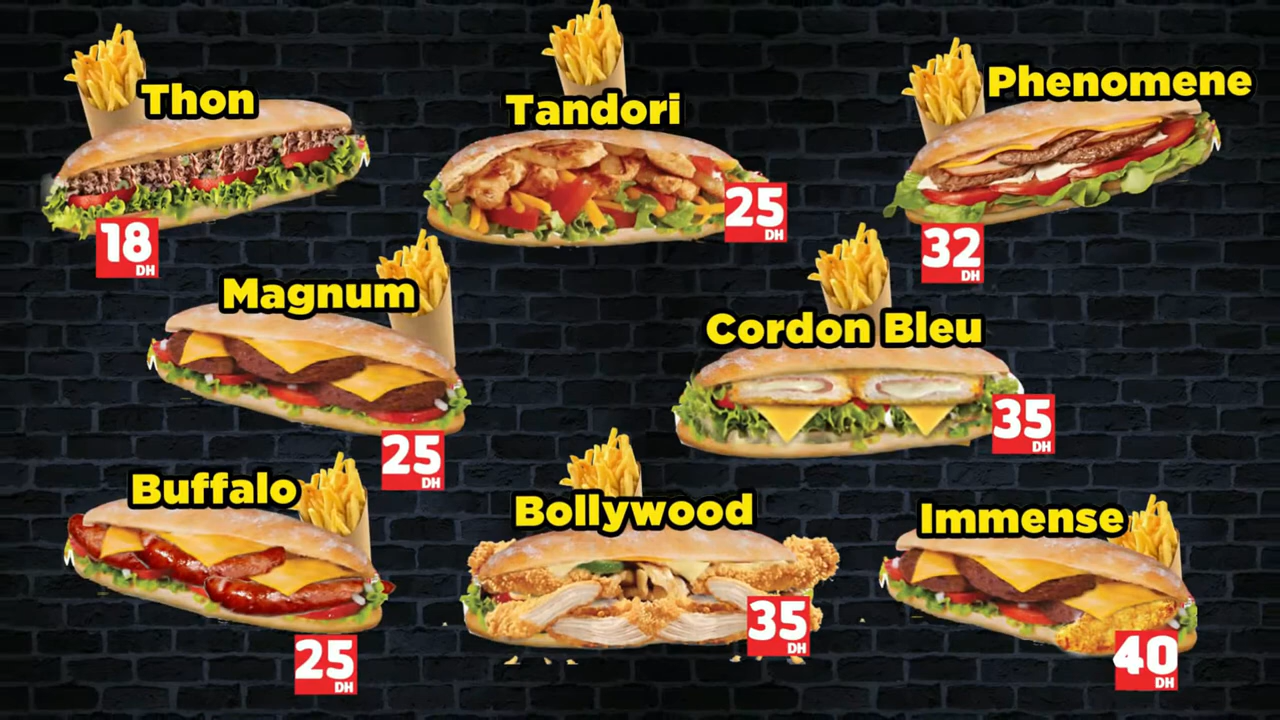 Thon
18
DH
Tandori
25
DH
Phenomene
32
DH
Magnum
25
DH
Cordon Bleu
35
DH
Buffalo
25
DH
Bollywood
35
DH
Immense
40
DH